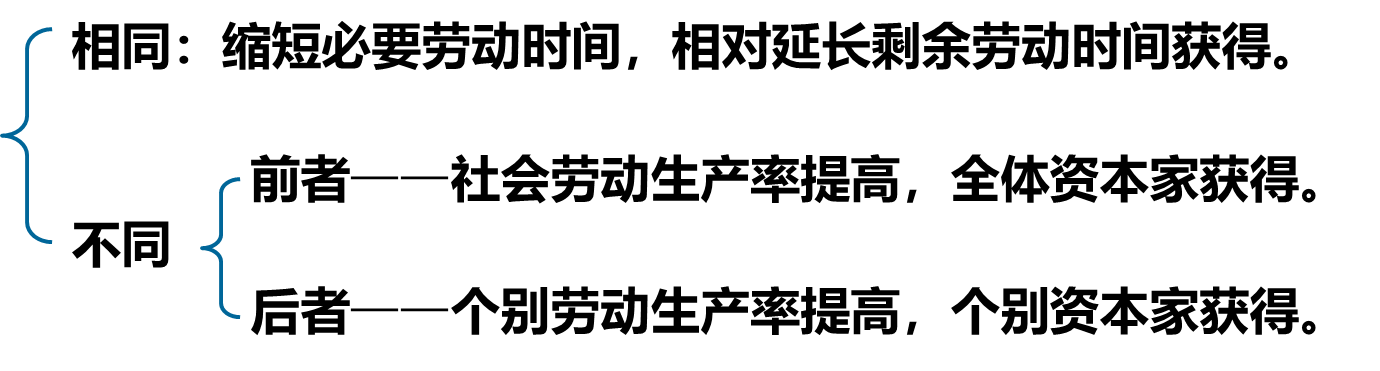 相同：缩短必要劳动时间，相对延长剩余劳动时间获得。
前者——社会劳动生产率提高，全体资本家获得。
不同
后者——个别劳动生产率提高，个别资本家获得。